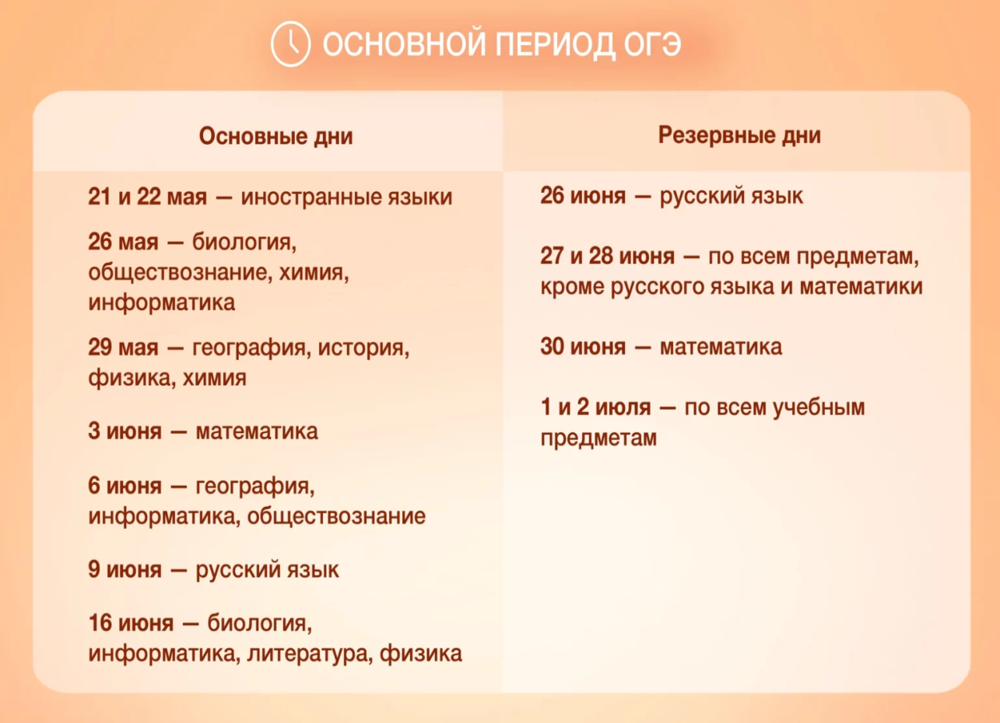 ОСНОВНОЙ ПЕРИОД ОГЭ
Основные дни
21 и 22 мая — иностранные языки
26 мая — биология,
обществознание, химия,
информатика
29 мая — география, история,
физика, химия
3 июня — математика
6 июня — география,
информатика, обществознание
9 июня — русский язык
16 июня — биология,
информатика, литература, физика
Резервные дни
26 июня — русский язык
27 и 28 июня — по всем предметам,
кроме русского языка и математики
30 июня — математика
1 и 2 июля — по всем учебным
предметам